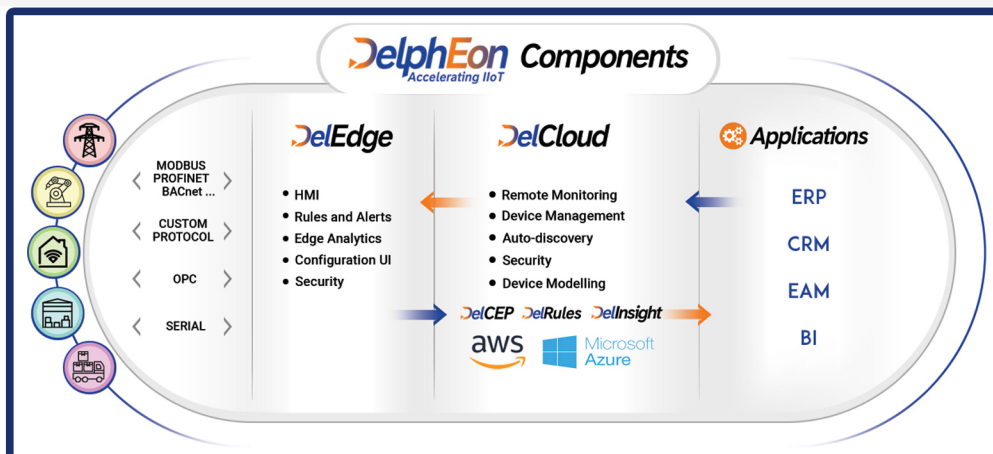 DelphEon Components
Accelerating IIoT
MODBUS
PROFINET
BACnet ...
CUSTOM
PROTOCOL
OPC
SERIAL
DelEdge
HMI
Rules and Alerts
Edge Analytics
Configuration UI
Security
DelCloud
Remote Monitoring
Device Management
Auto-discovery
Security
Device Modelling
DelCEP DelRules DelInsight
aws
Microsoft
Azure
Applications
ERP
CRM
EAM
BI